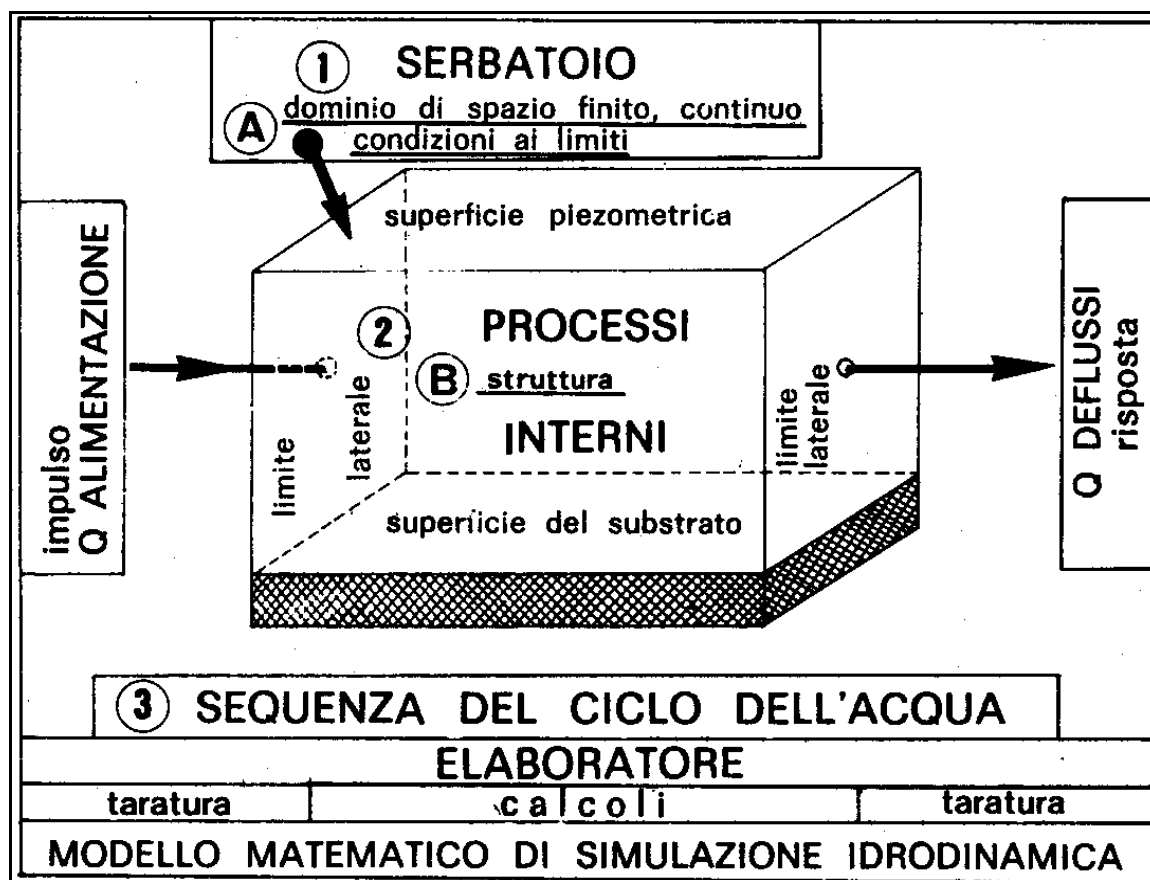 1 SERBATOIO
A dominio di spazio finito, continuo
condizioni ai limiti
superficie piezometrica
impulso
Q ALIMENTAZIONE
2 PROCESSI
B struttura
INTERNI
limite
laterale
limite
laterale
superficie del substrato
Q DEFLUSSI
risposta
3 SEQUENZA DEL CICLO DELL'ACQUA
ELABORATORE
taratura calcoli taratura
MODELLO MATEMATICO DI SIMULAZIONE IDRODINAMICA